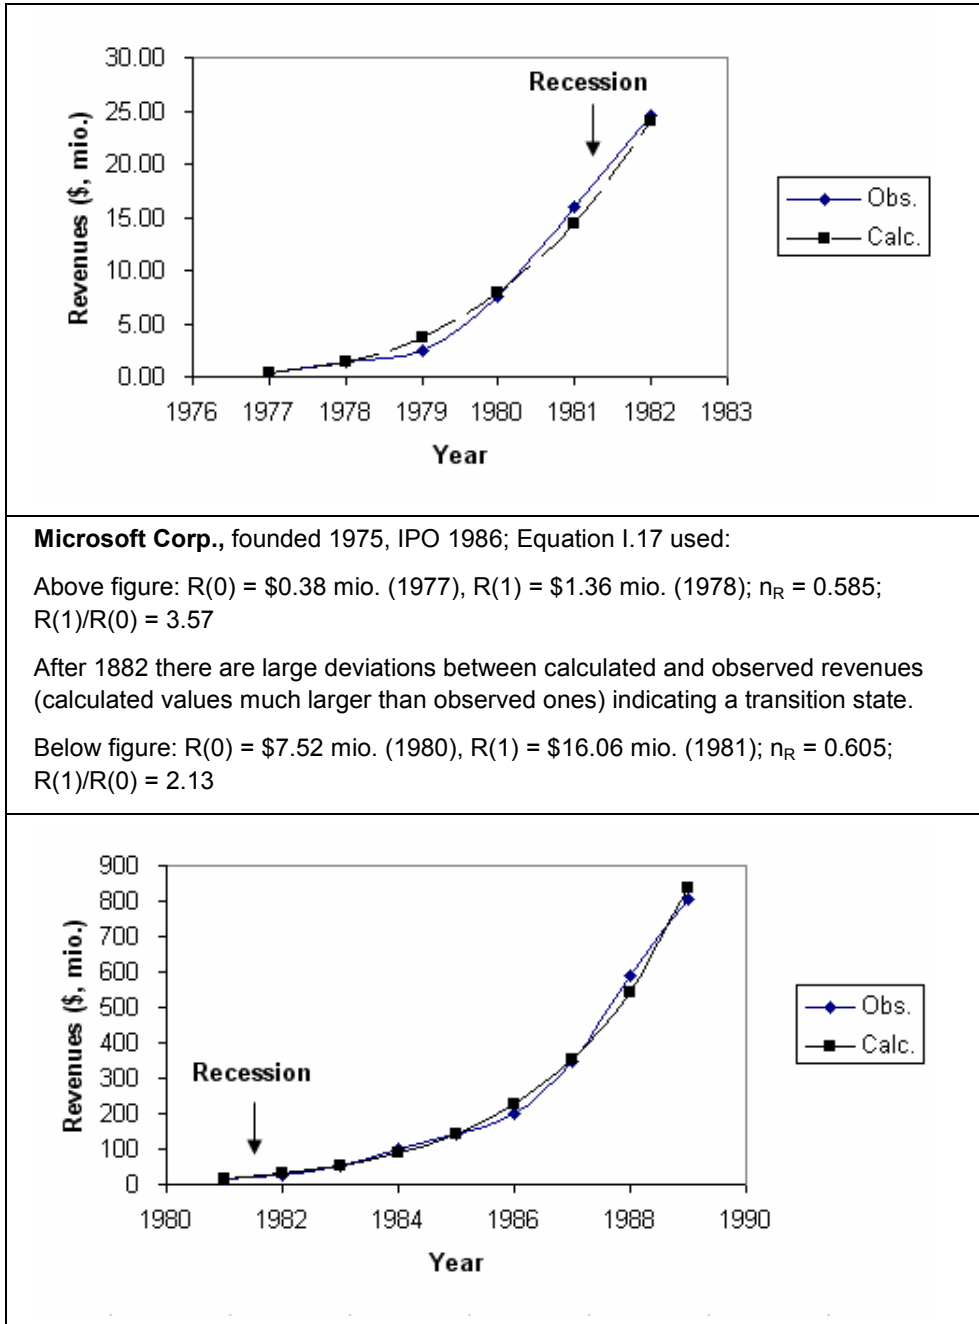 30.00
25.00
20.00
15.00
10.00
5.00
0.00
Revenues ($, mio.)
Recession
1976 1977 1978 1979 1980 1981 1982 1983
Year
Obs.
Calc.
Microsoft Corp., founded 1975, IPO 1986; Equation I.17 used:
Above figure: R(0) = $0.38 mio. (1977), R(1) = $1.36 mio. (1978); nR = 0.585;
R(1)/R(0) = 3.57
After 1882 there are large deviations between calculated and observed revenues
(calculated values much larger than observed ones) indicating a transition state.
Below figure: R(0) = $7.52 mio. (1980), R(1) = $16.06 mio. (1981); nR = 0.605;
R(1)/R(0) = 2.13
900
800
700
600
500
400
300
200
100
0
Revenues ($, mio.)
Recession
1980 1982 1984 1986 1988 1990
Year
Obs.
Calc.